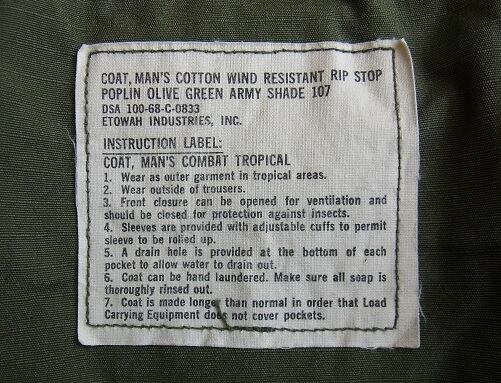 COAT, MAN'S COTTON WIND RESISTANT RIP STOP
POPLIN OLIVE GREEN ARMY SHADE 107
DSA 100-68-C-0833
ETOWAH INDUSTRIES, INC.
INSTRUCTION LABEL:
COAT, MAN'S COMBAT TROPICAL
1. Wear as outer garment in tropical areas.
2. Wear outside of trousers.
3. Front closure can be opened for ventilation and
should be closed for protection against insects.
4. Sleeves are provided with adjustable cuffs to permit
sleeve to be rolled up.
5. A drain hole is provided at the bottom of each
pocket to allow water to drain out.
6. Coat can be hand laundered. Make sure all soap is
thoroughly rinsed out.
7. Coat is made longer than normal in order that Load
Carrying Equipment does not cover pockets.